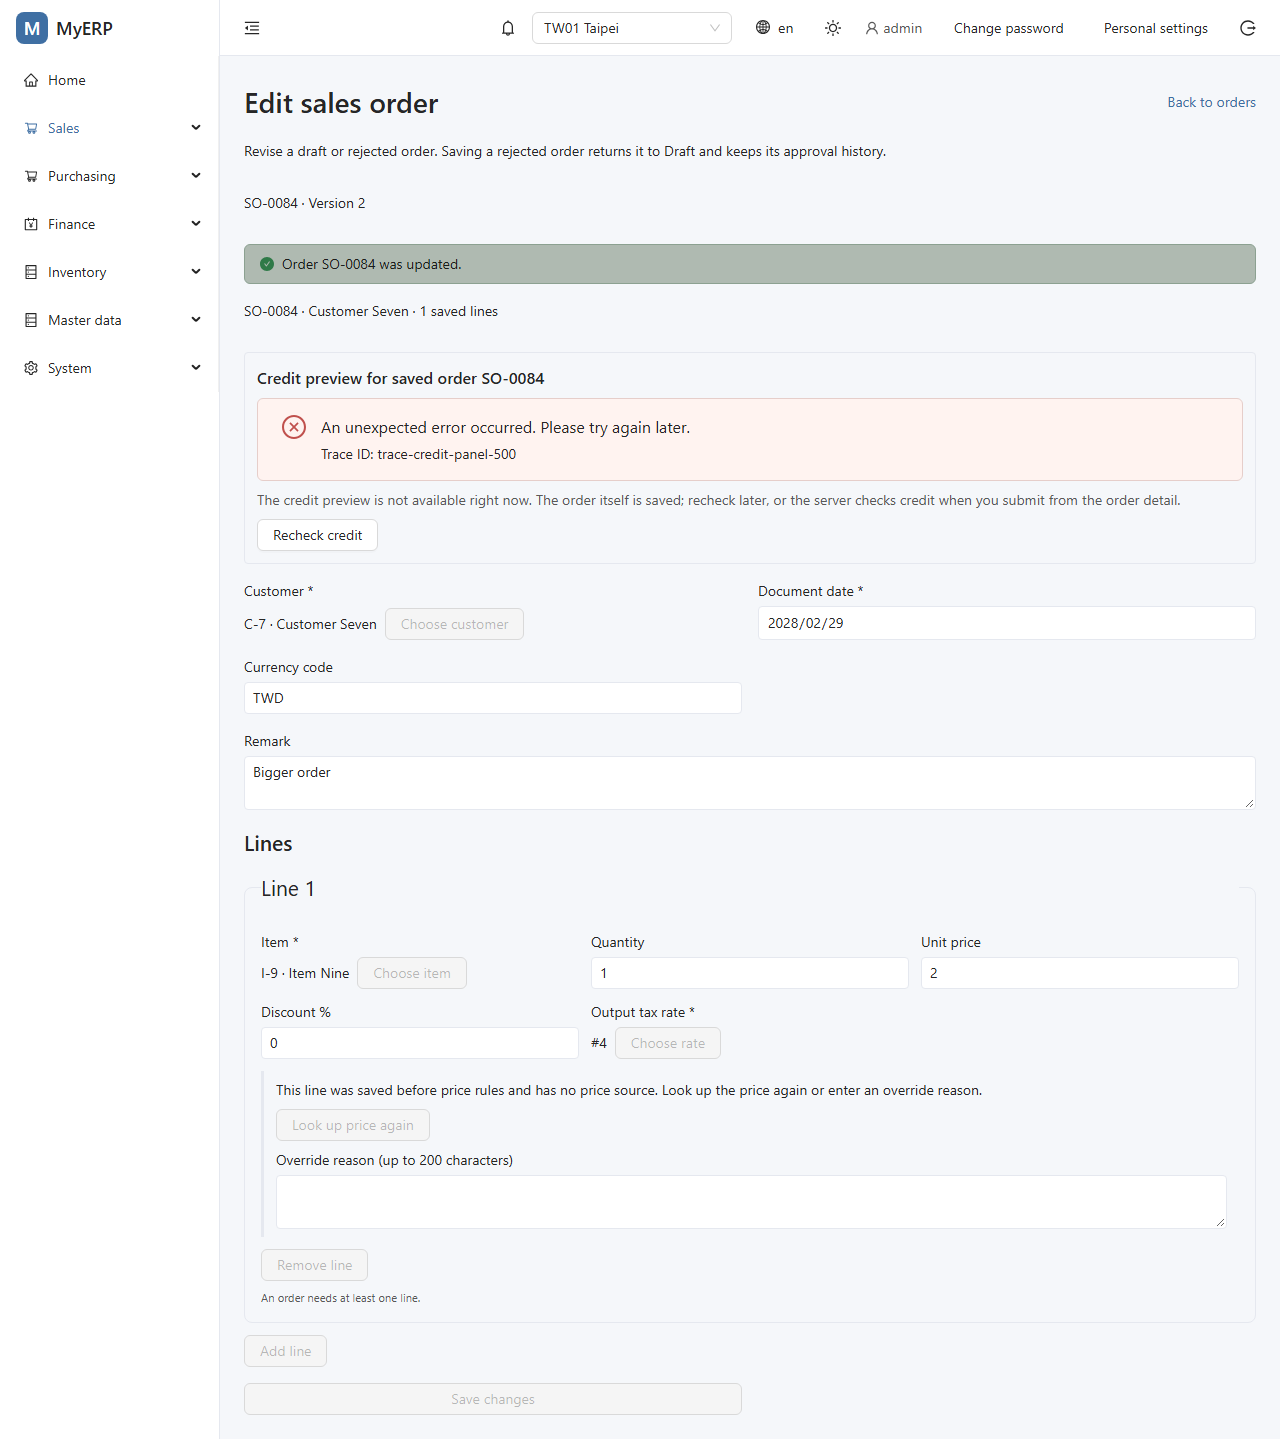 M MyERP
TW01 Taipei
en
admin
Change password
Personal settings
Home
Sales
Purchasing
Finance
Inventory
Master data
System
Edit sales order
Back to orders
Revise a draft or rejected order. Saving a rejected order returns it to Draft and keeps its approval history.
SO-0084 · Version 2
Order SO-0084 was updated.
SO-0084 · Customer Seven · 1 saved lines
Credit preview for saved order SO-0084
An unexpected error occurred. Please try again later.
Trace ID: trace-credit-panel-500
The credit preview is not available right now. The order itself is saved; recheck later, or the server checks credit when you submit from the order detail.
Recheck credit
Customer *
Document date *
C-7 · Customer Seven
Choose customer
2028/02/29
Currency code
TWD
Remark
Bigger order
Lines
Line 1
Item *
Quantity
Unit price
I-9 · Item Nine
Choose item
1
2
Discount %
Output tax rate *
0
#4
Choose rate
This line was saved before price rules and has no price source. Look up the price again or enter an override reason.
Look up price again
Override reason (up to 200 characters)
Remove line
An order needs at least one line.
Add line
Save changes